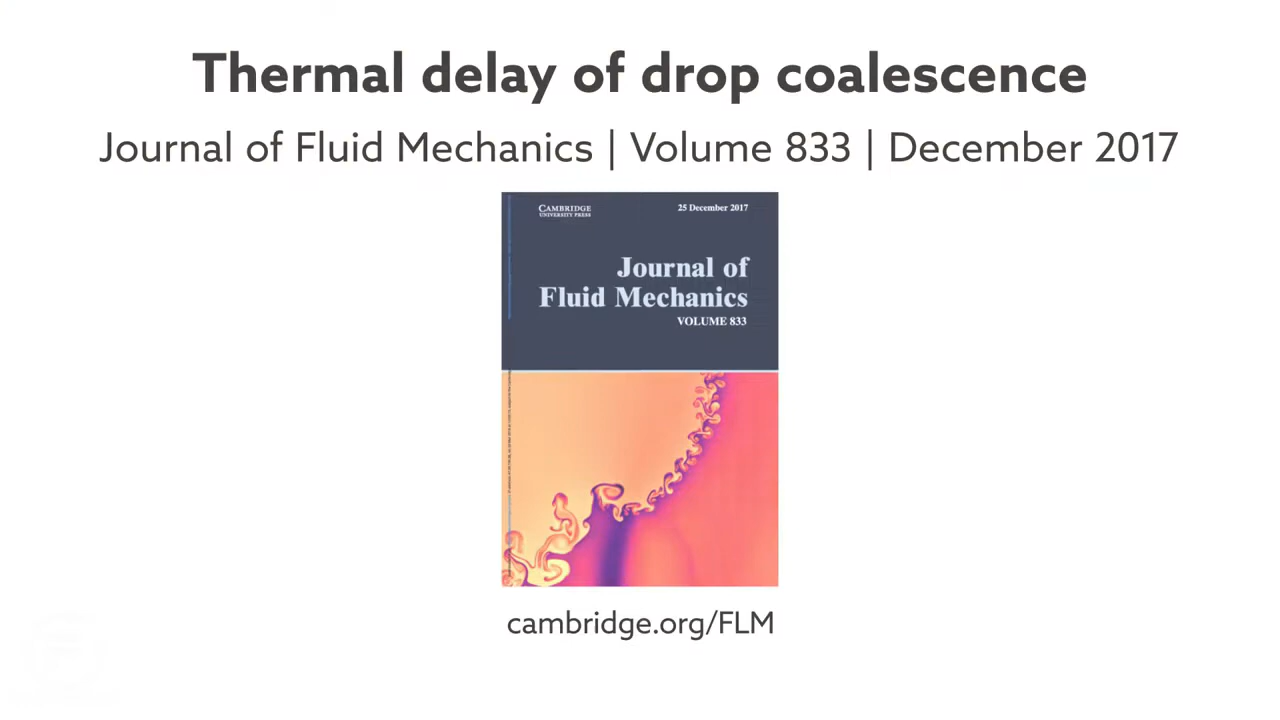 Thermal delay of drop coalescence
Journal of Fluid Mechanics | Volume 833 | December 2017
CAMBRIDGE
UNIVERSITY PRESS
25 December 2017
Journal of
Fluid Mechanics
VOLUME 833
cambridge.org/FLM